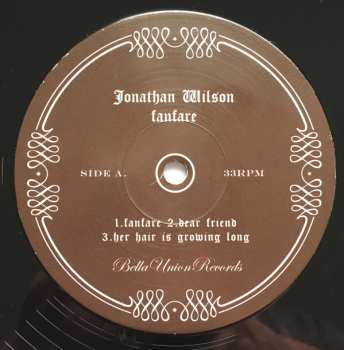 Jonathan Wilson
fanfare
SIDE A. 33RPM
1.fanfare 2.dear friend
3.her hair is growing long
Bella Union Records